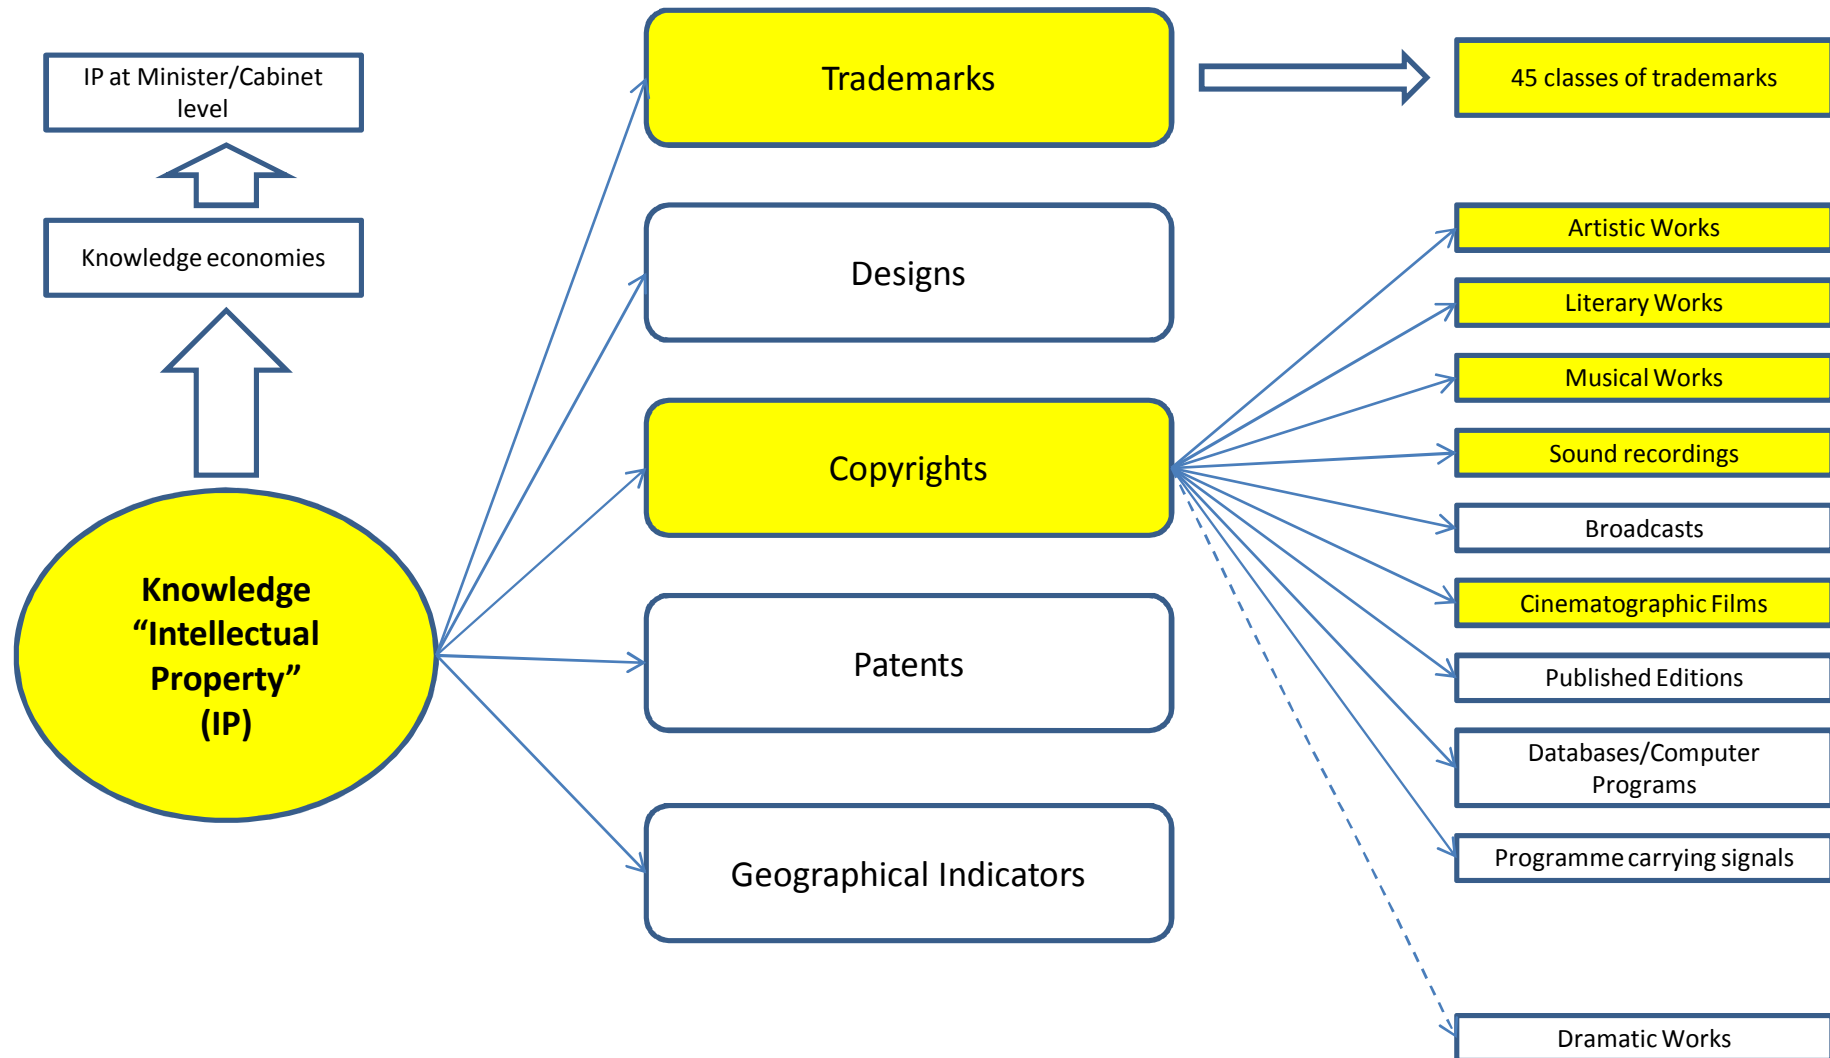 IP at Minister/Cabinet
level
Knowledge economies
Knowledge
“Intellectual
Property”
(IP)
Trademarks
Designs
Copyrights
Patents
Geographical Indicators
45 classes of trademarks
Artistic Works
Literary Works
Musical Works
Sound recordings
Broadcasts
Cinematographic Films
Published Editions
Databases/Computer
Programs
Programme carrying signals
Dramatic Works